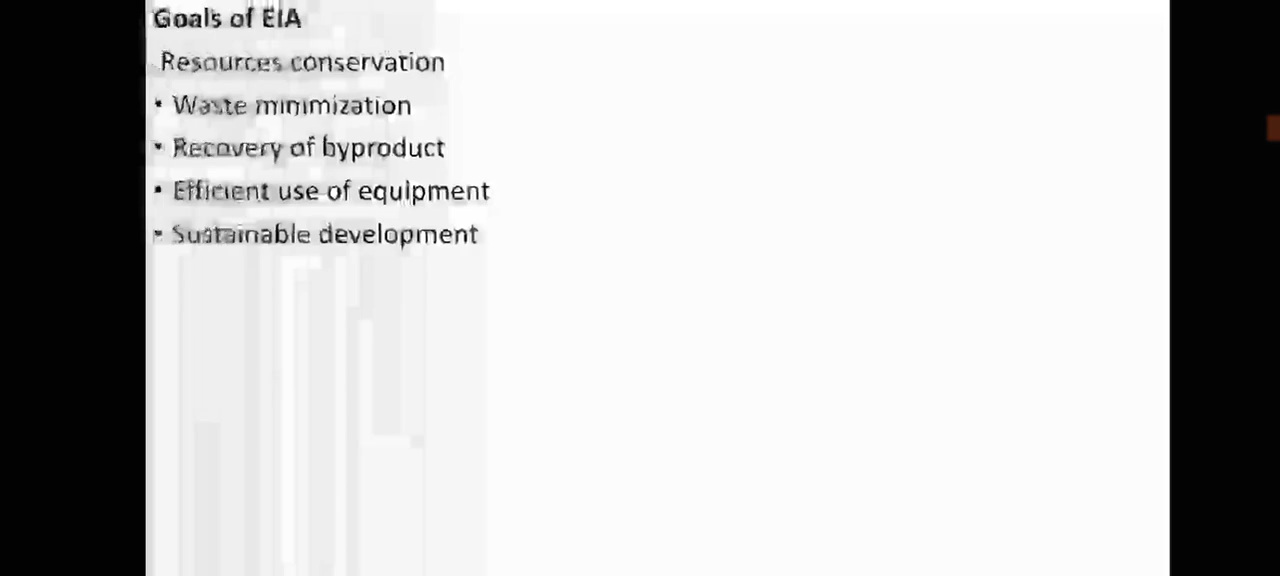 Goals of EIA
Resources conservation
• Waste minimization
• Recovery of byproduct
• Efficient use of equipment
• Sustainable development